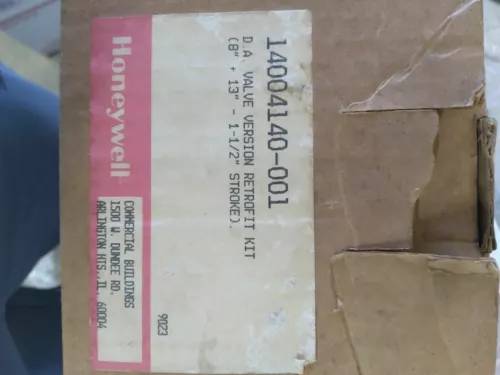 14004140-001
D.A. VALVE VERSION RETROFIT KIT
(8" + 13" - 1-1/2" STROKE).
9023
Honeywell
COMMERCIAL BUILDINGS
1500 W. DUNDEE RD.
ARLINGTON HTS., IL. 60004